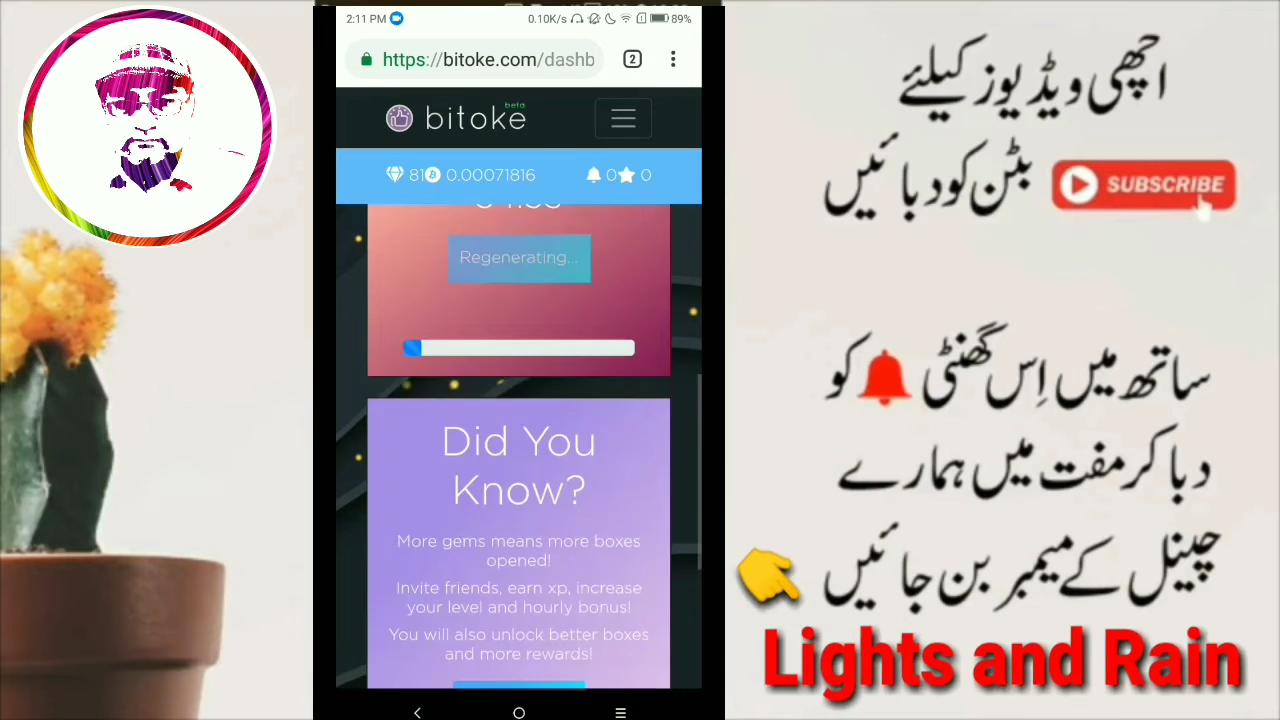 2:11 PM 0.10K/s 89%
https://bitoke.com/dashb 2
bitoke beta
81 0.00071816 0 0
Regenerating...
Did You
Know?
More gems means more boxes
opened!
Invite friends, earn xp, increase
your level and hourly bonus!
You will also unlock better boxes
and more rewards!
اچھی ویڈیوز کیلئے
بٹن کو دبائیں SUBSCRIBE
ساتھ میں اِس گھنٹی کو
دبا کر مفت میں ہمارے
چینل کے میمبر بن جائیں
Lights and Rain